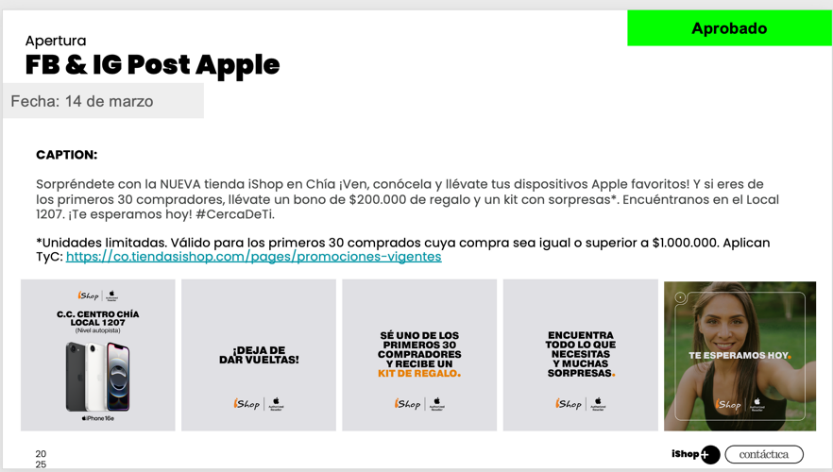 Aprobado
Apertura
FB & IG Post Apple
Fecha: 14 de marzo
CAPTION:
Sorpréndete con la NUEVA tienda iShop en Chía ¡Ven, conócela y llévate tus dispositivos Apple favoritos! Y si eres de
los primeros 30 compradores, llévate un bono de $200.000 de regalo y un kit con sorpresas*. Encuéntranos en el Local
1207. ¡Te esperamos hoy! #CercaDeTi.
*Unidades limitadas. Válido para los primeros 30 comprados cuya compra sea igual o superior a $1.000.000. Aplican
TyC: https://co.tiendasishop.com/pages/promociones-vigentes
iShop
C.C. CENTRO CHÍA
LOCAL 1207
(Nivel autopista)
iPhone 16e
¡DEJA DE
DAR VUELTAS!
iShop
SÉ UNO DE LOS
PRIMEROS 30
COMPRADORES
Y RECIBE UN
KIT DE REGALO.
iShop
ENCUENTRA
TODO LO QUE
NECESITAS
Y MUCHAS
SORPRESAS.
iShop
TE ESPERAMOS HOY.
iShop
20
25
iShop+
contáctica